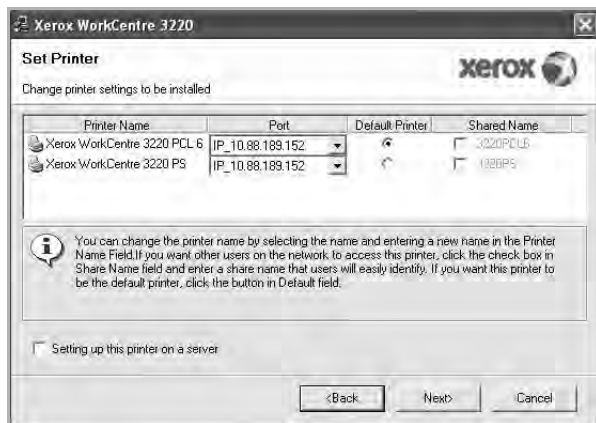 Xerox WorkCentre 3220
Set Printer
xerox
Change printer settings to be installed
Printer Name Port Default Printer Shared Name
Xerox WorkCentre 3220 PCL 6 IP_10.88.189.152 3220PCL6
Xerox WorkCentre 3220 PS IP_10.88.189.152 3220PS
You can change the printer name by selecting the name and entering a new name in the Printer
Name Field.If you want other users on the network to access this printer, click the check box in
Share Name field and enter a share name that users will easily identify. If you want this printer to
be the default printer, click the button in Default field.
Setting up this printer on a server
<Back Next> Cancel